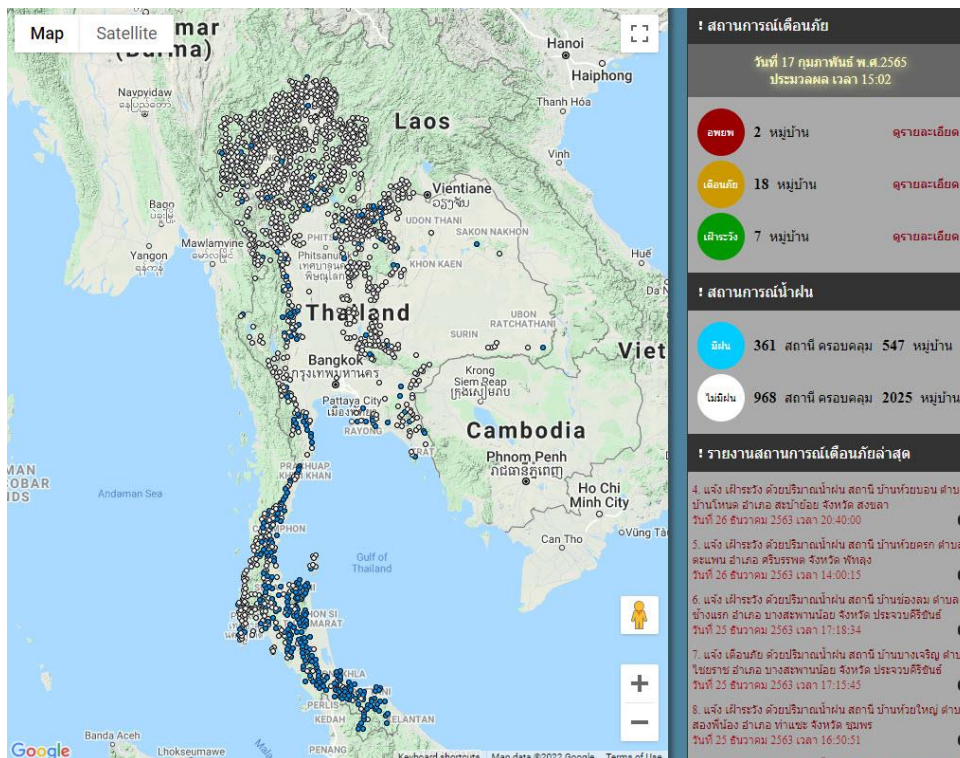 Map
Satellite
mar
(Burma)
Navpyidaw
နေပြည်တော်
Hanoi
Haiphong
Thanh Hóa
Laos
Vinh
Vientiane
ວຽງຈັນ
UDON THANI
SAKON NAKHON
Bago
Yangon
ရန်ကုန်
Mawlamyine
Phitsanulok
KHON KAEN
Huế
Thailand
UBON
RATCHATHANI
SURIN
Viet
Bangkok
กรุงเทพมหานคร
Krong
Siem Reap
ក្រុងសៀមរាប
Pattaya City
RAYONG
TRAT
Cambodia
Phnom Penh
រាជធានីភ្នំពេញ
Ho Chi
Minh City
Vũng Tàu
Can Tho
Andaman Sea
Gulf of
Thailand
PERLIS
KEDAH
KELANTAN
PENANG
Banda Aceh
Lhokseumawe
Google
Keyboard shortcuts
Map data ©2022 Google
Terms of Use
! สถานการณ์เตือนภัย
วันที่ 17 กุมภาพันธ์ พ.ศ.2565
ประมวลผล เวลา 15:02
อพยพ 2 หมู่บ้าน ดูรายละเอียด
เตือนภัย 18 หมู่บ้าน ดูรายละเอียด
เฝ้าระวัง 7 หมู่บ้าน ดูรายละเอียด
! สถานการณ์น้ำฝน
มีฝน 361 สถานี ครอบคลุม 547 หมู่บ้าน
ไม่มีฝน 968 สถานี ครอบคลุม 2025 หมู่บ้าน
! รายงานสถานการณ์เตือนภัยล่าสุด
4. แจ้ง เฝ้าระวัง ด้วยปริมาณน้ำฝน สถานี บ้านห้วยบอน ตำบล
บ้านโหนด อำเภอ สะบ้าย้อย จังหวัด สงขลา
วันที่ 26 ธันวาคม 2563 เวลา 20:40:00
5. แจ้ง เฝ้าระวัง ด้วยปริมาณน้ำฝน สถานี บ้านห้วยครก ตำบล
ตะแพน อำเภอ ศรีบรรพต จังหวัด พัทลุง
วันที่ 26 ธันวาคม 2563 เวลา 14:00:15
6. แจ้ง เฝ้าระวัง ด้วยปริมาณน้ำฝน สถานี บ้านช่องลม ตำบล
ช้างแรก อำเภอ บางสะพานน้อย จังหวัด ประจวบคีรีขันธ์
วันที่ 25 ธันวาคม 2563 เวลา 17:18:34
7. แจ้ง เตือนภัย ด้วยปริมาณน้ำฝน สถานี บ้านบางเจริญ ตำบล
ไชยราช อำเภอ บางสะพานน้อย จังหวัด ประจวบคีรีขันธ์
วันที่ 25 ธันวาคม 2563 เวลา 17:15:45
8. แจ้ง เฝ้าระวัง ด้วยปริมาณน้ำฝน สถานี บ้านห้วยใหญ่ ตำบล
สองพี่น้อง อำเภอ ท่าแซะ จังหวัด ชุมพร
วันที่ 25 ธันวาคม 2563 เวลา 16:50:51